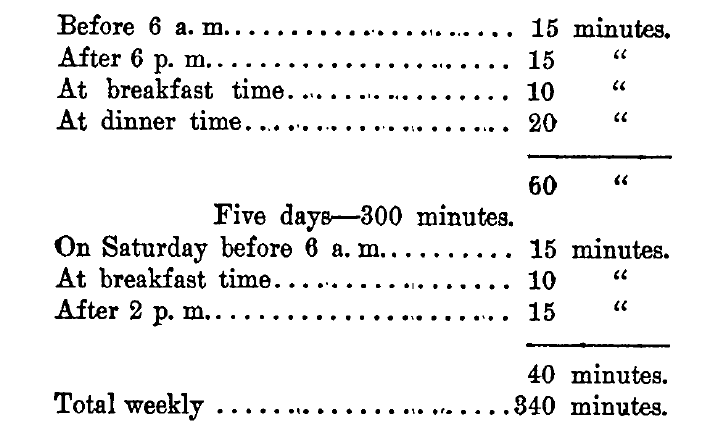 Before 6 a. m. .......................... 15 minutes.
After 6 p. m. .......................... 15 “
At breakfast time .......................... 10 “
At dinner time .......................... 20 “
60 “
Five days—300 minutes.
On Saturday before 6 a. m. .......... 15 minutes.
At breakfast time .......................... 10 “
After 2 p. m. .......................... 15 “
40 minutes.
Total weekly .......................... 340 minutes.